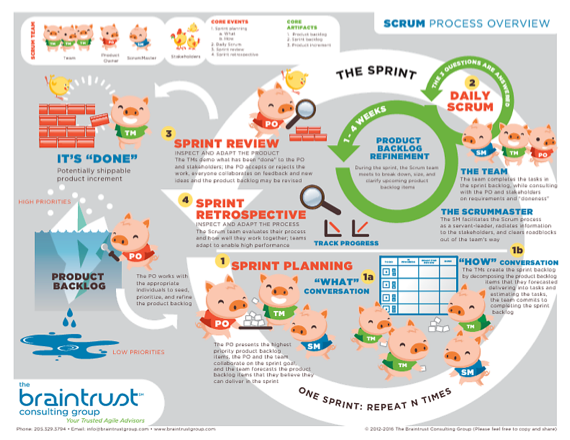 SCRUM PROCESS OVERVIEW
SCRUM TEAM
Team
Product
Owner
ScrumMaster
Stakeholders
CORE EVENTS
1. Sprint planning
a. What
b. How
2. Daily Scrum
3. Sprint review
4. Sprint retrospective
CORE
ARTIFACTS
1. Product backlog
2. Sprint backlog
3. Product increment
THE SPRINT
1 - 4 WEEKS
THE 3 QUESTIONS ARE ANSWERED
2
DAILY
SCRUM
SM
TM
PO
PRODUCT
BACKLOG
REFINEMENT
During the sprint, the Scrum team
meets to break down, size, and
clarify upcoming product
backlog items
THE TEAM
The team completes the tasks in
the sprint backlog, while consulting
with the PO and stakeholders
on requirements and "doneness"
THE SCRUMMASTER
The SM facilitates the Scrum process
as a servant-leader, radiates information
to the stakeholders, and clears roadblocks
out of the team's way
TM
IT'S "DONE"
Potentially shippable
product increment
PO
3
SPRINT REVIEW
INSPECT AND ADAPT THE PRODUCT
The TMs demo what has been "done" to the PO
and stakeholders, the PO accepts or rejects the
work, everyone collaborates on feedback and new
ideas and the product backlog may be revised
4
SPRINT
RETROSPECTIVE
INSPECT AND ADAPT THE PROCESS
The Scrum team evaluates their process
and how well they work together; teams
adapt to enable high performance
TRACK PROGRESS
HIGH PRIORITIES
PRODUCT
BACKLOG
PO
LOW PRIORITIES
The PO works with
the appropriate
individuals to seed,
prioritize, and refine
the product backlog
1
SPRINT PLANNING
"WHAT"
CONVERSATION
1a
PO
TM
SM
The PO presents the highest
priority product backlog
items, the PO and the team
collaborate on the sprint goal,
and the team forecasts the product
backlog items that they believe they
can deliver in the sprint
1b
"HOW" CONVERSATION
The TMs create the sprint backlog
by decomposing the product backlog
items that they forecasted
delivering into tasks and
estimating the tasks,
the team commits to
completing the sprint
backlog
TM
TM
SM
ONE SPRINT: REPEAT N TIMES
the
braintrust
consulting group
Your Trusted Agile Advisors
Phone: 203.329.3794 • Email: info@braintrustgroup.com • www.braintrustgroup.com
© 2012-2016 The Braintrust Consulting Group (Please feel free to copy and share)